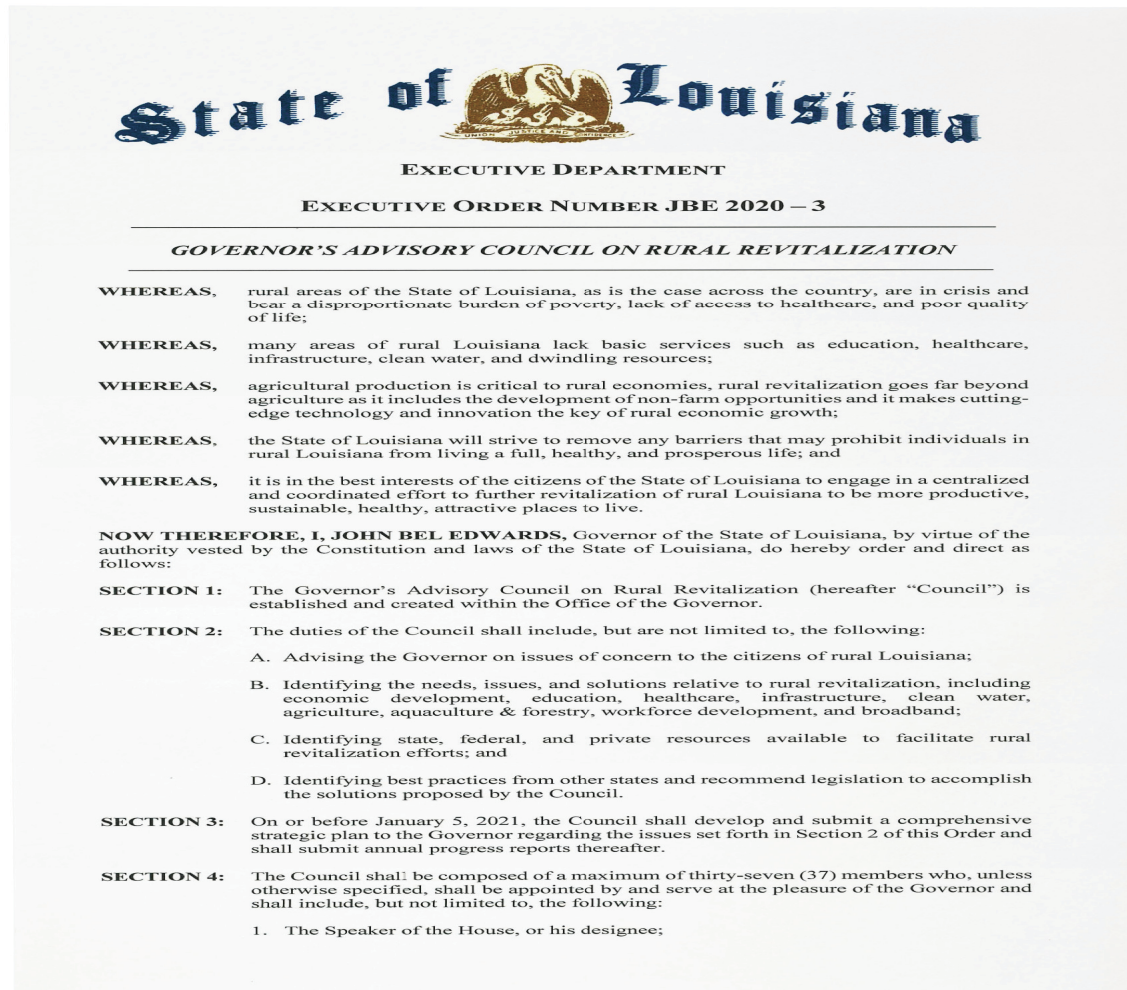 State of Louisiana
UNION JUSTICE AND CONFIDENCE
EXECUTIVE DEPARTMENT
EXECUTIVE ORDER NUMBER JBE 2020 – 3
GOVERNOR'S ADVISORY COUNCIL ON RURAL REVITALIZATION
WHEREAS, rural areas of the State of Louisiana, as is the case across the country, are in crisis and
bear a disproportionate burden of poverty, lack of access to healthcare, and poor quality
of life;
WHEREAS, many areas of rural Louisiana lack basic services such as education, healthcare,
infrastructure, clean water, and dwindling resources;
WHEREAS, agricultural production is critical to rural economies, rural revitalization goes far beyond
agriculture as it includes the development of non-farm opportunities and it makes cutting-
edge technology and innovation the key of rural economic growth;
WHEREAS, the State of Louisiana will strive to remove any barriers that may prohibit individuals in
rural Louisiana from living a full, healthy, and prosperous life; and
WHEREAS, it is in the best interests of the citizens of the State of Louisiana to engage in a centralized
and coordinated effort to further revitalization of rural Louisiana to be more productive,
sustainable, healthy, attractive places to live.
NOW THEREFORE, I, JOHN BEL EDWARDS, Governor of the State of Louisiana, by virtue of the
authority vested by the Constitution and laws of the State of Louisiana, do hereby order and direct as
follows:
SECTION 1: The Governor's Advisory Council on Rural Revitalization (hereafter “Council”) is
established and created within the Office of the Governor.
SECTION 2: The duties of the Council shall include, but are not limited to, the following:
A. Advising the Governor on issues of concern to the citizens of rural Louisiana;
B. Identifying the needs, issues, and solutions relative to rural revitalization, including
economic development, education, healthcare, infrastructure, clean water,
agriculture, aquaculture & forestry, workforce development, and broadband;
C. Identifying state, federal, and private resources available to facilitate rural
revitalization efforts; and
D. Identifying best practices from other states and recommend legislation to accomplish
the solutions proposed by the Council.
SECTION 3: On or before January 5, 2021, the Council shall develop and submit a comprehensive
strategic plan to the Governor regarding the issues set forth in Section 2 of this Order and
shall submit annual progress reports thereafter.
SECTION 4: The Council shall be composed of a maximum of thirty-seven (37) members who, unless
otherwise specified, shall be appointed by and serve at the pleasure of the Governor and
shall include, but not limited to, the following:
1. The Speaker of the House, or his designee;